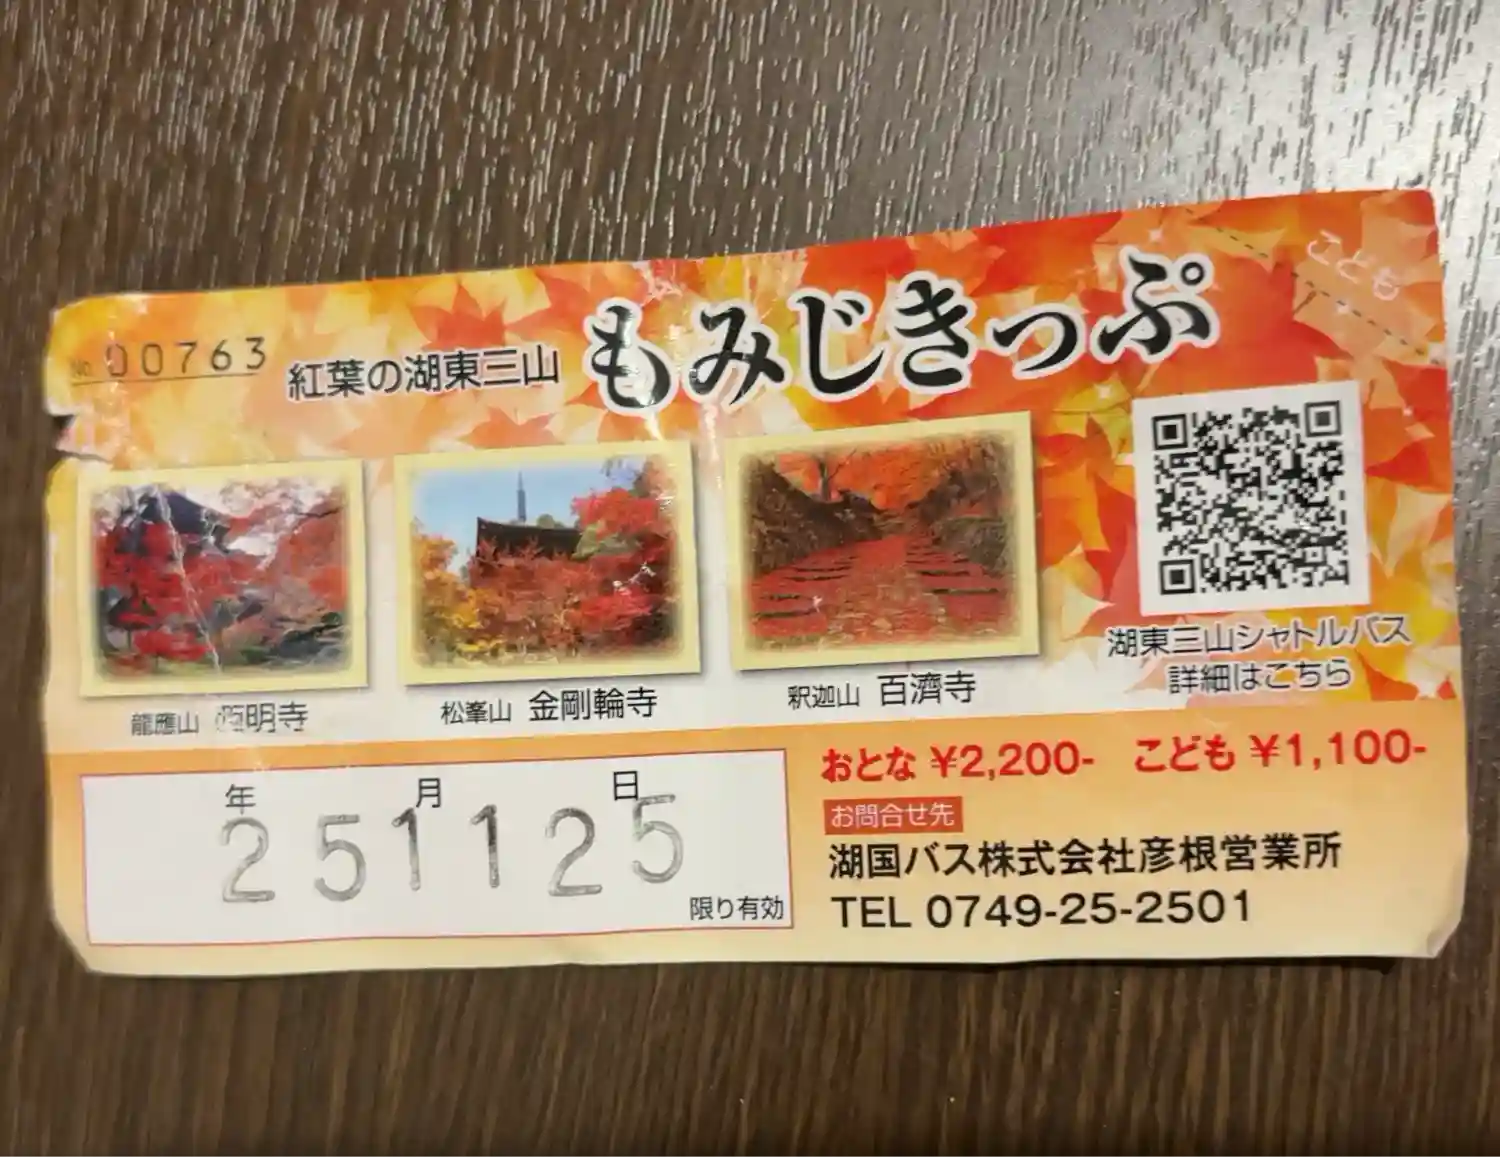 こども
No. 00763
紅葉の湖東三山 もみじきっぷ
龍應山 西明寺
松峯山 金剛輪寺
釈迦山 百濟寺
湖東三山シャトルバス
詳細はこちら
年 月 日
251125
限り有効
おとな ¥2,200- こども ¥1,100-
お問合せ先
湖国バス株式会社彦根営業所
TEL 0749-25-2501